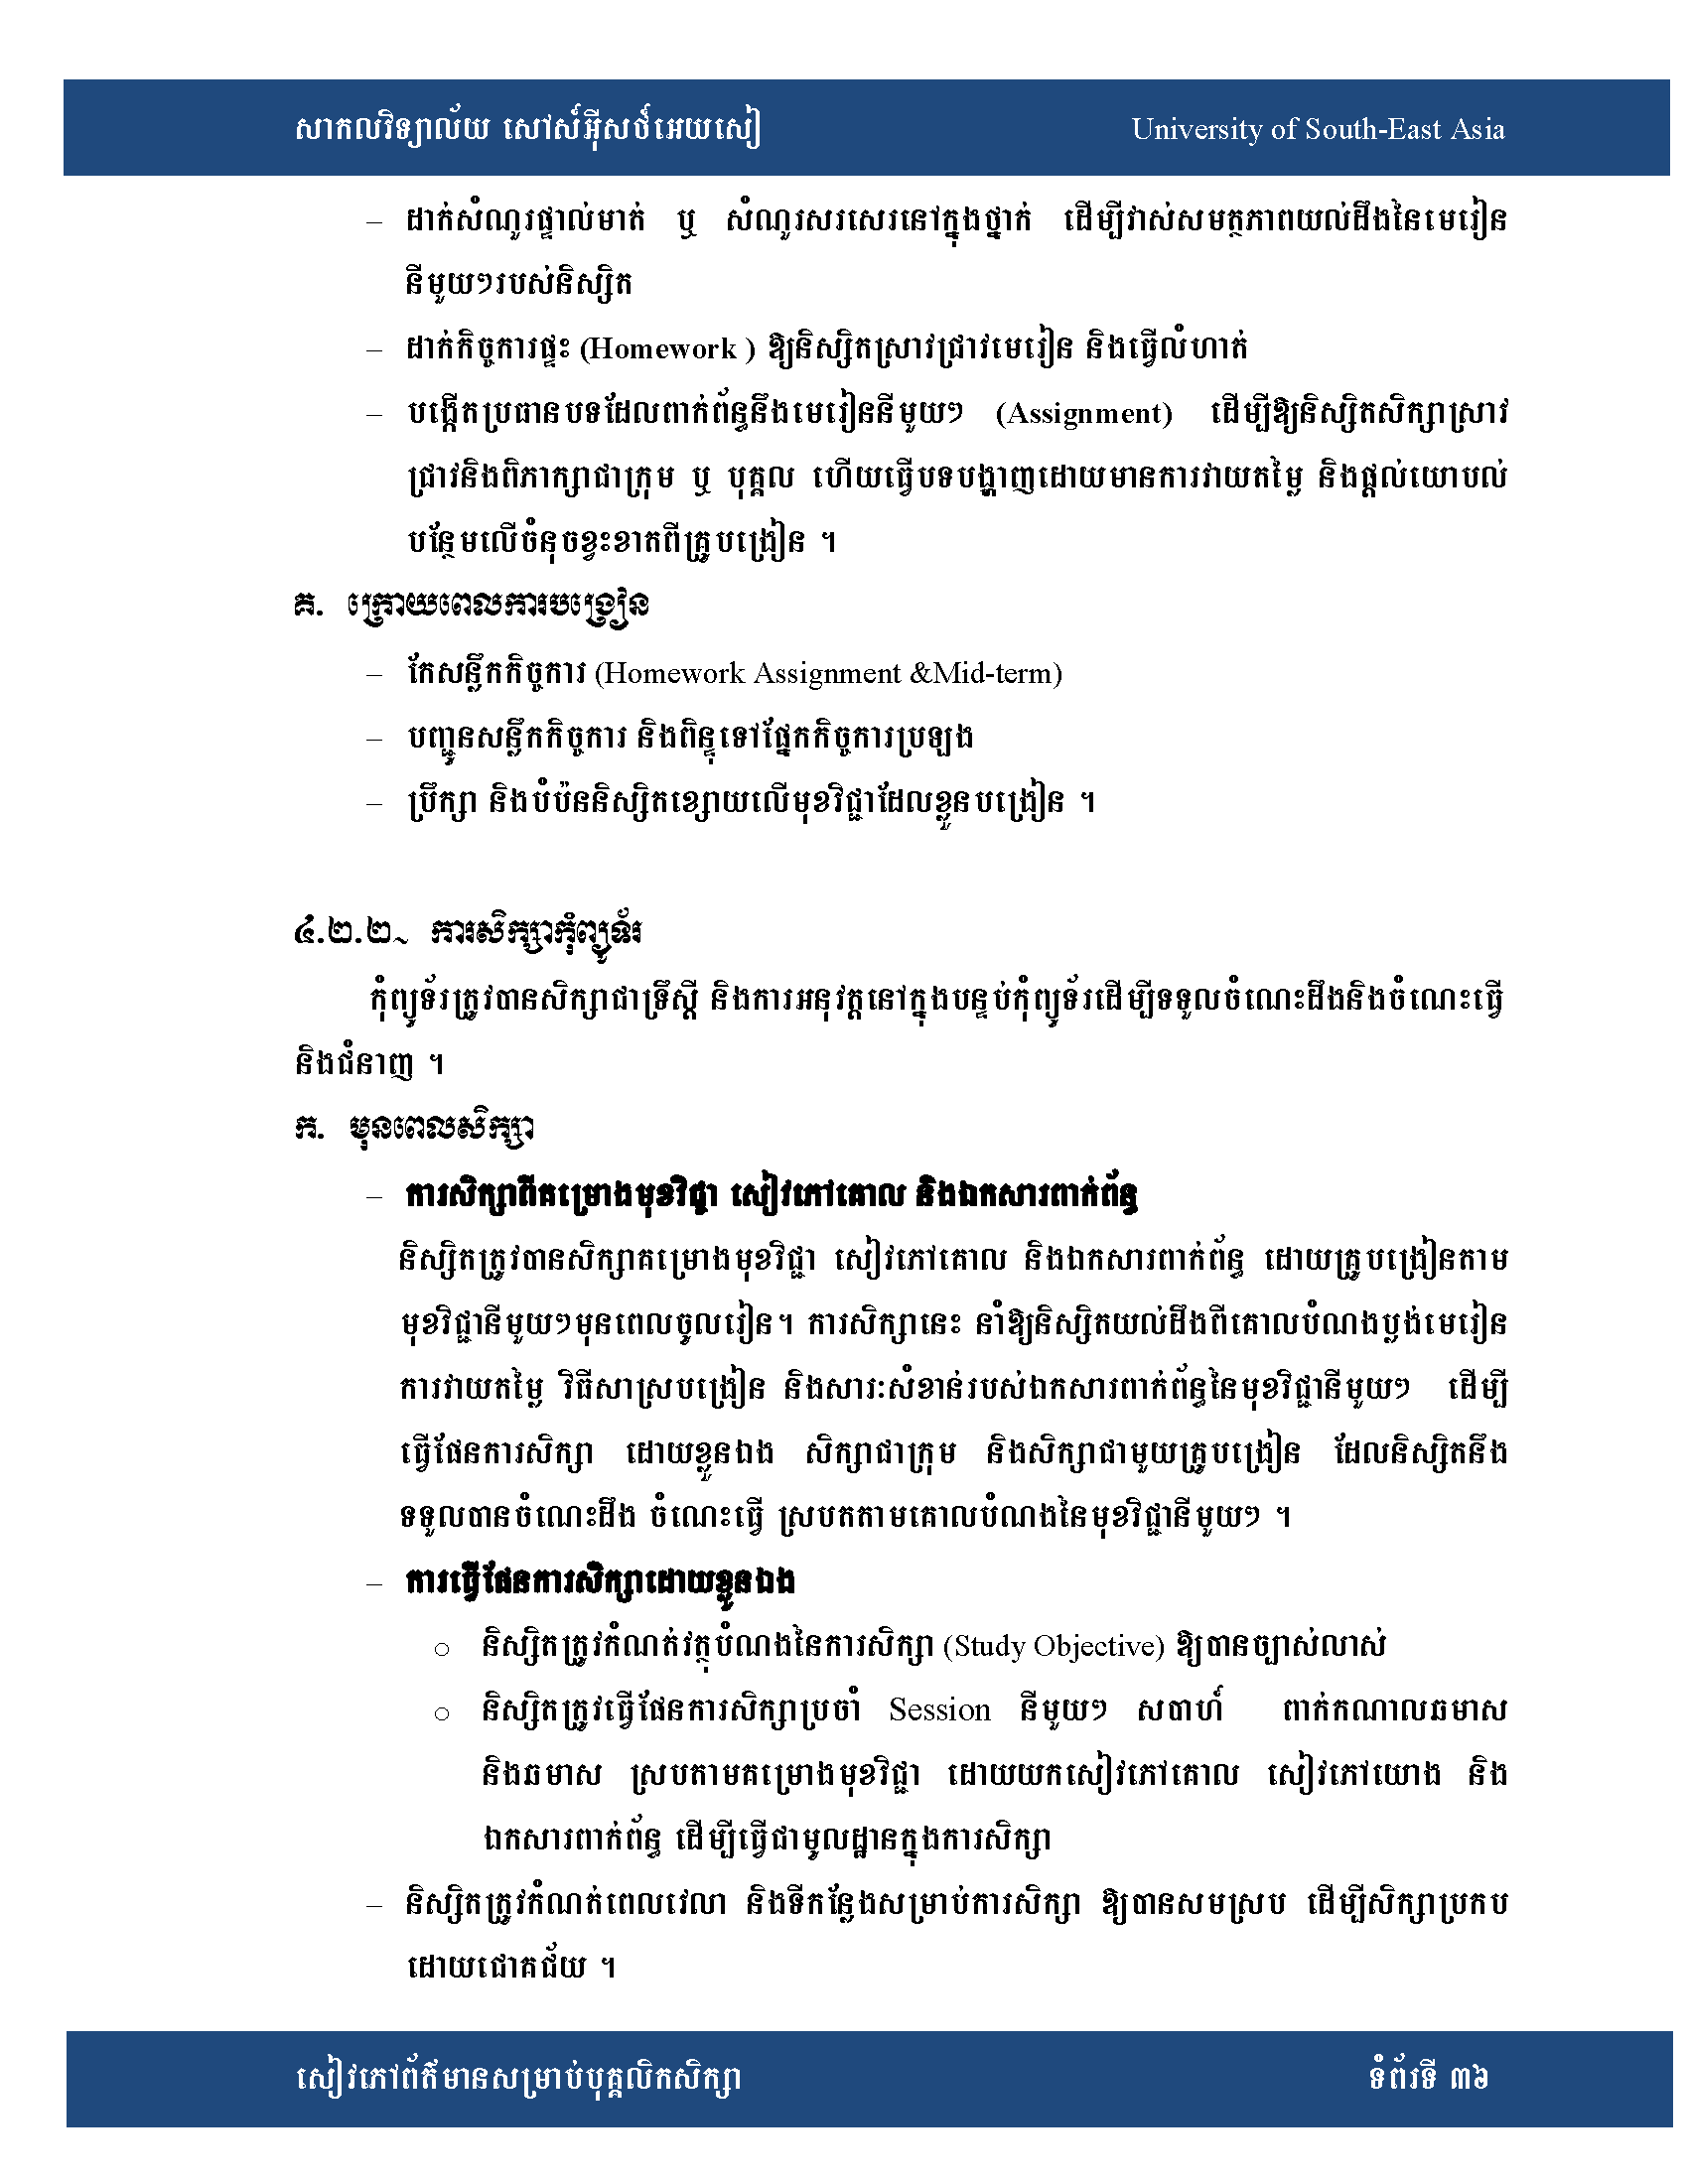 សាកលវិទ្យាល័យ សៅស៍អ៊ីសថ៍អេយសៀ University of South-East Asia
– ដាក់សំណួរផ្ទាល់មាត់ ឬ សំណួរសរសេរនៅក្នុងថ្នាក់ ដើម្បីវាស់សមត្ថភាពយល់ដឹងនៃមេរៀន
នីមួយៗរបស់និស្សិត
– ដាក់កិច្ចការផ្ទះ (Homework ) ឱ្យនិស្សិតស្រាវជ្រាវមេរៀន និងធ្វើលំហាត់
– បង្កើតប្រធានបទដែលពាក់ព័ន្ធនឹងមេរៀននីមួយៗ (Assignment) ដើម្បីឱ្យនិស្សិតសិក្សាស្រាវ
ជ្រាវនិងពិភាក្សាជាក្រុម ឬ បុគ្គល ហើយធ្វើបទបង្ហាញដោយមានការវាយតម្លៃ និងផ្តល់យោបល់
បន្ថែមលើចំនុចខ្វះខាតពីគ្រូបង្រៀន ។
គ. ក្រោយពេលការបង្រៀន
– កែសន្លឹកកិច្ចការ (Homework Assignment &Mid-term)
– បញ្ជូនសន្លឹកកិច្ចការ និងពិន្ទុទៅផ្នែកកិច្ចការប្រឡង
– ប្រឹក្សា និងបំប៉ននិស្សិតខ្សោយលើមុខវិជ្ជាដែលខ្លួនបង្រៀន ។
៤.២.២~ ការសិក្សាកុំព្យូទ័រ
កុំព្យូទ័រត្រូវបានសិក្សាជាទ្រឹស្តី និងការអនុវត្តនៅក្នុងបន្ទប់កុំព្យូទ័រដើម្បីទទួលចំណេះដឹងនិងចំណេះធ្វើ
និងជំនាញ ។
ក. មុនពេលសិក្សា
– ការសិក្សាពីគម្រោងមុខវិជ្ជា សៀវភៅគោល និងឯកសារពាក់ព័ន្ធ
និស្សិតត្រូវបានសិក្សាគម្រោងមុខវិជ្ជា សៀវភៅគោល និងឯកសារពាក់ព័ន្ធ ដោយគ្រូបង្រៀនតាម
មុខវិជ្ជានីមួយៗមុនពេលចូលរៀន។ ការសិក្សានេះ នាំឱ្យនិស្សិតយល់ដឹងពីគោលបំណងប្លង់មេរៀន
ការវាយតម្លៃ វិធីសាស្របង្រៀន និងសារៈសំខាន់របស់ឯកសារពាក់ព័ន្ធនៃមុខវិជ្ជានីមួយៗ ដើម្បី
ធ្វើផែនការសិក្សា ដោយខ្លួនឯង សិក្សាជាក្រុម និងសិក្សាជាមួយគ្រូបង្រៀន ដែលនិស្សិតនឹង
ទទួលបានចំណេះដឹង ចំណេះធ្វើ ស្របតតាមគោលបំណងនៃមុខវិជ្ជានីមួយៗ ។
– ការធ្វើផែនការសិក្សាដោយខ្លួនឯង
o និស្សិតត្រូវកំណត់វត្ថុបំណងនៃការសិក្សា (Study Objective) ឱ្យបានច្បាស់លាស់
o និស្សិតត្រូវធ្វើផែនការសិក្សាប្រចាំ Session នីមួយៗ សបាហ៍ ពាក់កណាលឆមាស
និងឆមាស ស្របតាមគម្រោងមុខវិជ្ជា ដោយយកសៀវភៅគោល សៀវភៅយោង និង
ឯកសារពាក់ព័ន្ធ ដើម្បីធ្វើជាមូលដ្ឋានក្នុងការសិក្សា
– និស្សិតត្រូវកំណត់ពេលវេលា និងទីកន្លែងសម្រាប់ការសិក្សា ឱ្យបានសមស្រប ដើម្បីសិក្សាប្រកប
ដោយជោគជ័យ ។
សៀវភៅព័ត៌មានសម្រាប់បុគ្គលិកសិក្សា ទំព័រទី ៣៦